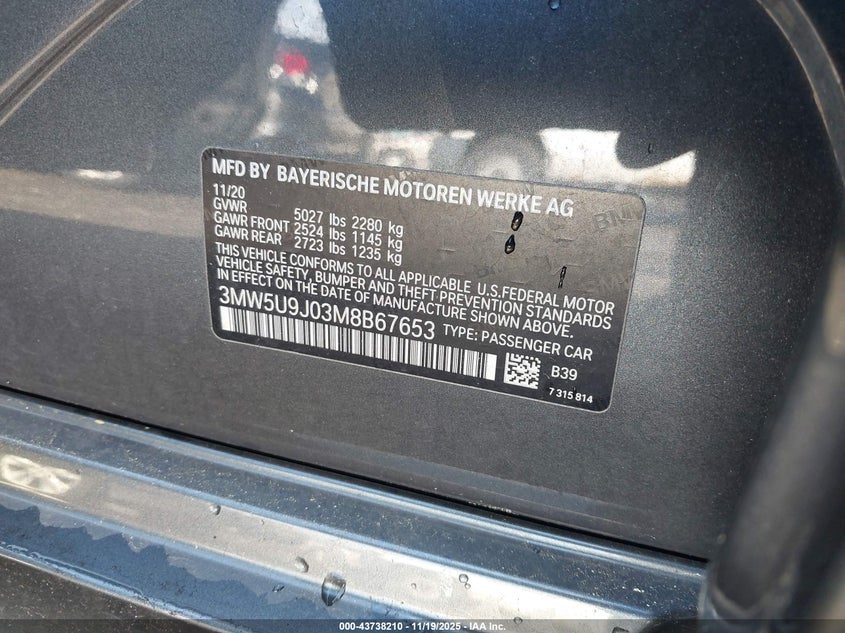 MFD BY BAYERISCHE MOTOREN WERKE AG
11/20
GVWR 5027 lbs 2280 kg
GAWR FRONT 2524 lbs 1145 kg
GAWR REAR 2723 lbs 1235 kg
THIS VEHICLE CONFORMS TO ALL APPLICABLE U.S.FEDERAL MOTOR
VEHICLE SAFETY, BUMPER AND THEFT PREVENTION STANDARDS
IN EFFECT ON THE DATE OF MANUFACTURE SHOWN ABOVE.
3MW5U9J03M8B67653 TYPE: PASSENGER CAR
B39
7 315 814
000-43738210 - 11/19/2025 - IAA, Inc.